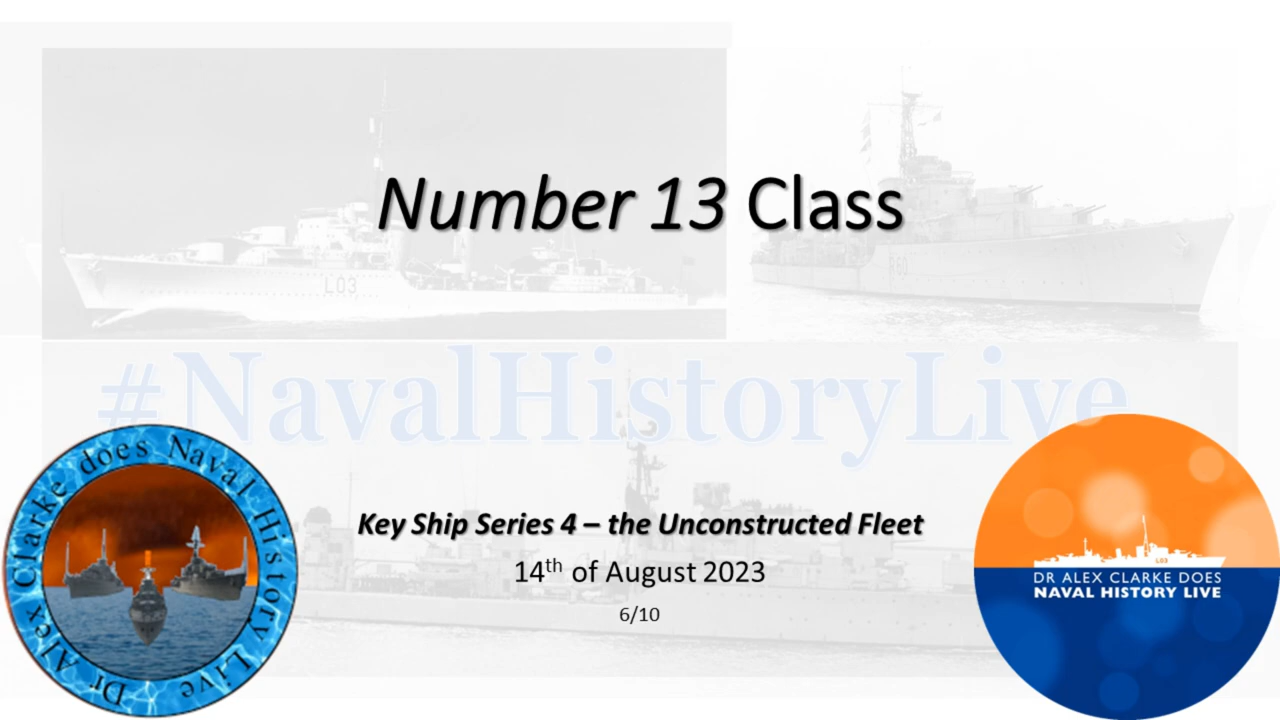 Number 13 Class
L03
R60
#NavalHistoryLive
Dr Alex Clarke does Naval History Live
Key Ship Series 4 – the Unconstructed Fleet
14th of August 2023
6/10
L03
DR ALEX CLARKE DOES
NAVAL HISTORY LIVE